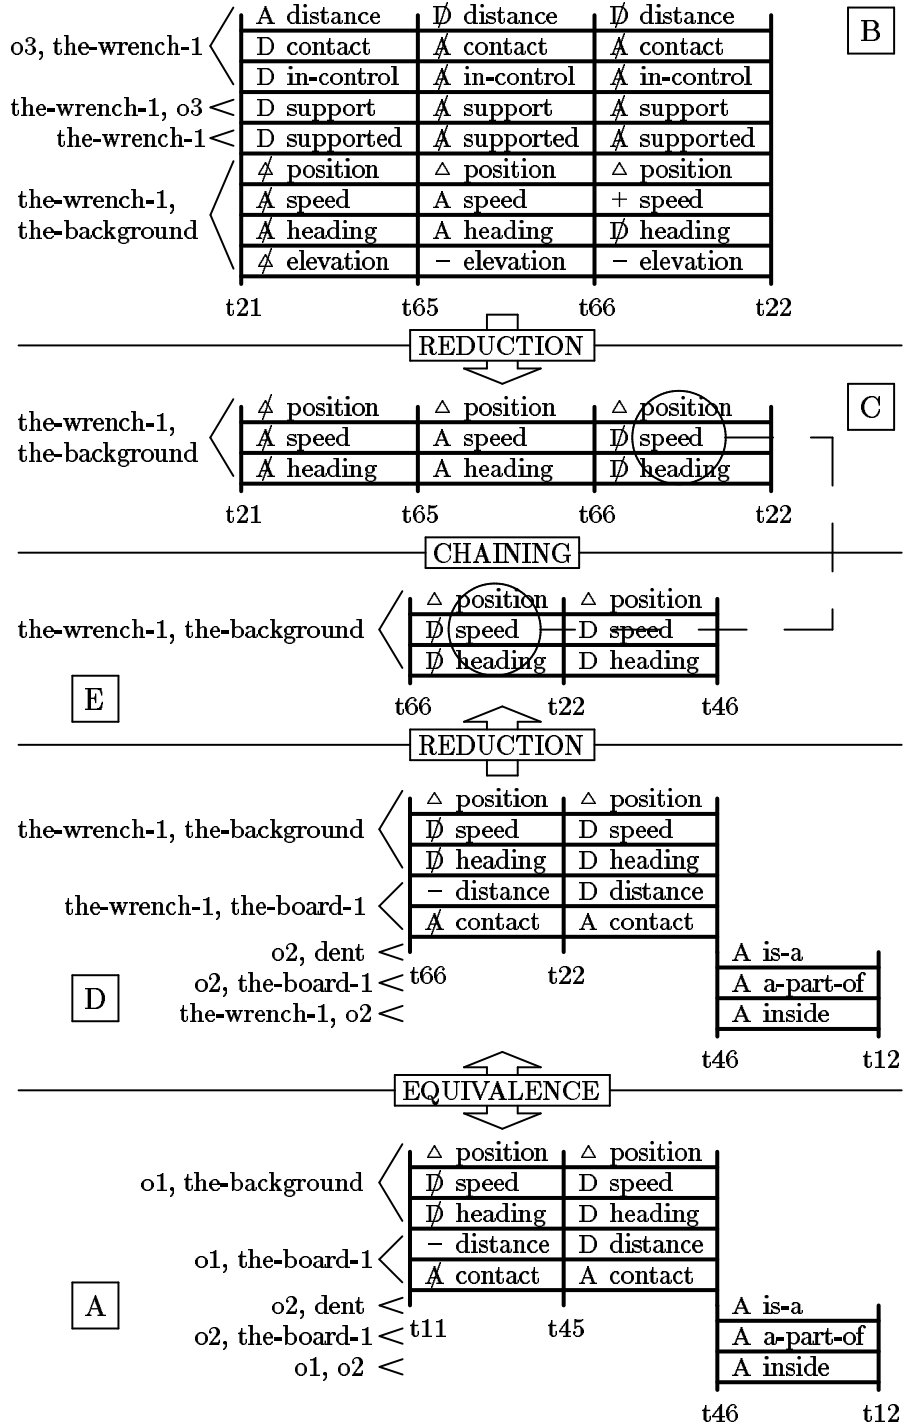 A distance D̸ distance D̸ distance B
o3, the-wrench-1 D contact A̸ contact A̸ contact
D in-control A̸ in-control A̸ in-control
the-wrench-1, o3 D support A̸ support A̸ support
the-wrench-1 D supported A̸ supported A̸ supported
△̸ position △ position △ position
the-wrench-1, A̸ speed A speed + speed
the-background A̸ heading A heading D̸ heading
△̸ elevation − elevation − elevation
t21 t65 t66 t22
REDUCTION
△̸ position △ position △ position C
the-wrench-1, A̸ speed A speed D̸ speed
the-background A̸ heading A heading D̸ heading
t21 t65 t66 t22
CHAINING
△ position △ position
the-wrench-1, the-background D̸ speed D speed
D̸ heading D heading
E
t66 t22 t46
REDUCTION
△ position △ position
the-wrench-1, the-background D̸ speed D speed
D̸ heading D heading
− distance D distance
the-wrench-1, the-board-1
A̸ contact A contact
o2, dent A is-a
t66 t22
o2, the-board-1 A a-part-of
D
the-wrench-1, o2 A inside
t46 t12
EQUIVALENCE
△ position △ position
o1, the-background D̸ speed D speed
D̸ heading D heading
− distance D distance
o1, the-board-1
A̸ contact A contact
A
o2, dent A is-a
t11 t45
o2, the-board-1 A a-part-of
o1, o2 A inside
t46 t12